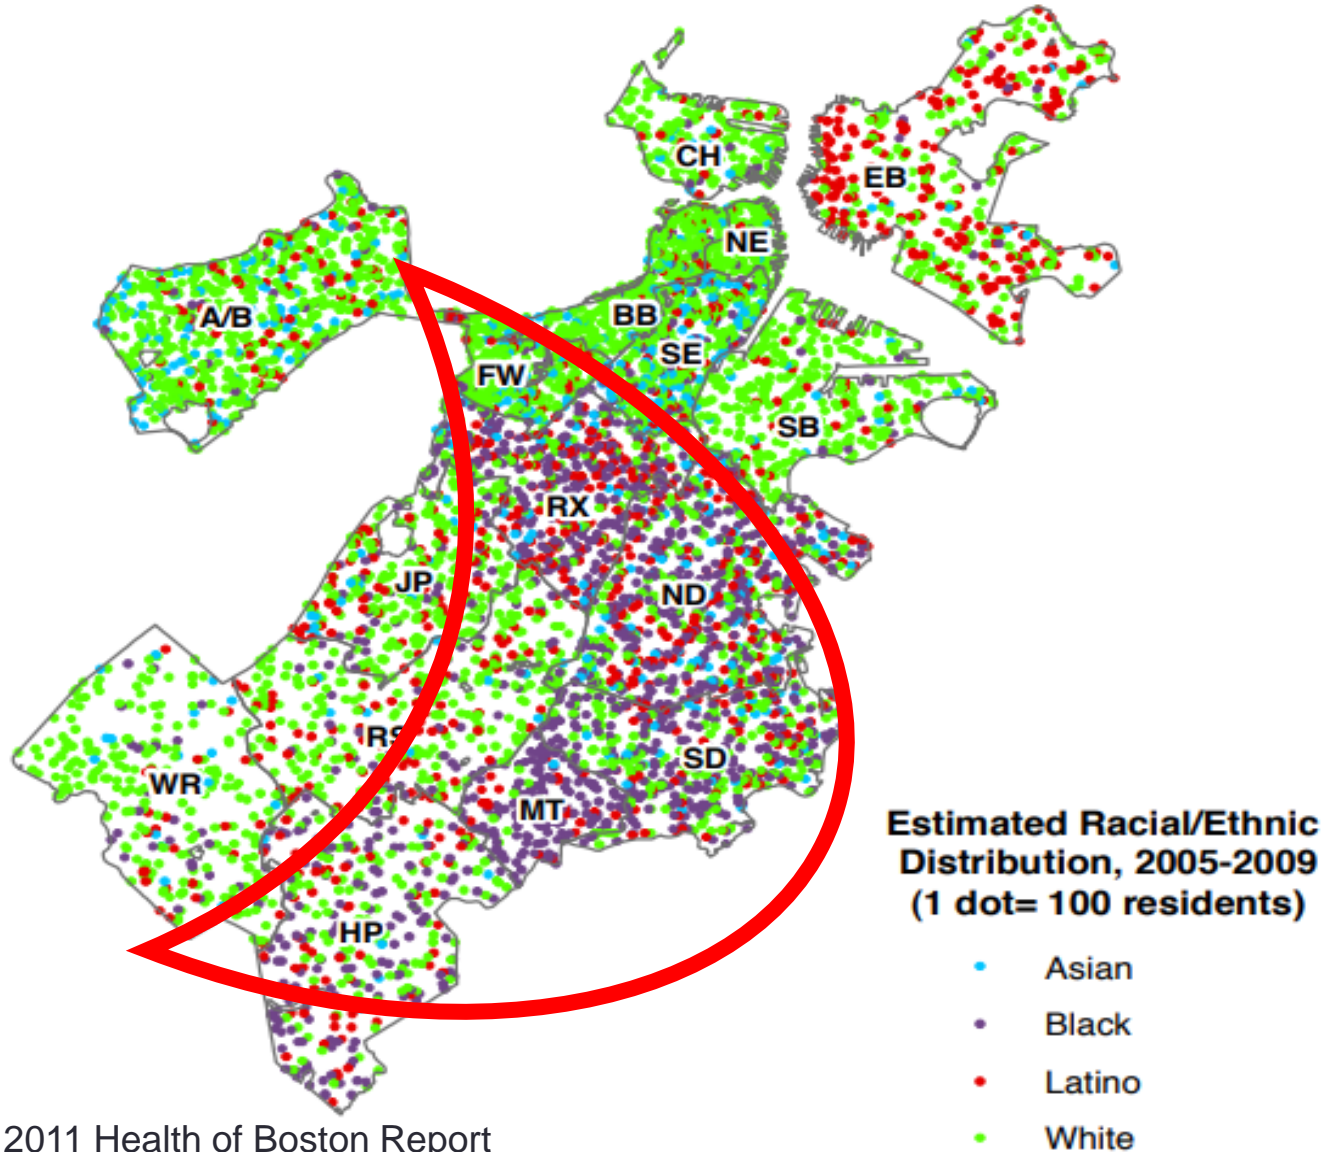 CH
EB
NE
A/B
BB
SE
FW
SB
RX
JP
ND
RS
SD
WR
MT
HP
Estimated Racial/Ethnic
Distribution, 2005-2009
(1 dot= 100 residents)
Asian
Black
Latino
White
2011 Health of Boston Report